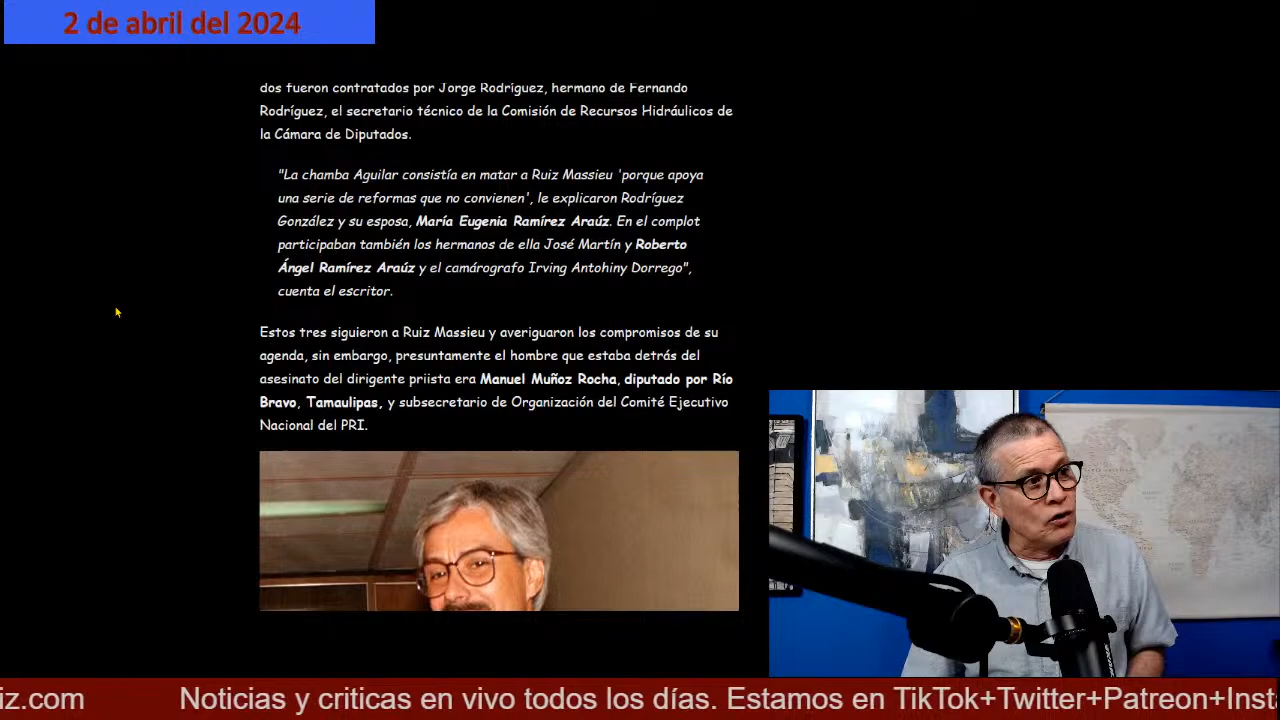 2 de abril del 2024
dos fueron contratados por Jorge Rodríguez, hermano de Fernando
Rodríguez, el secretario técnico de la Comisión de Recursos Hidráulicos de
la Cámara de Diputados.
"La chamba Aguilar consistía en matar a Ruiz Massieu 'porque apoya
una serie de reformas que no convienen', le explicaron Rodríguez
González y su esposa, María Eugenia Ramírez Araúz. En el complot
participaban también los hermanos de ella José Martín y Roberto
Ángel Ramírez Araúz y el camárografo Irving Antohiny Dorrego",
cuenta el escritor.
Estos tres siguieron a Ruiz Massieu y averiguaron los compromisos de su
agenda, sin embargo, presuntamente el hombre que estaba detrás del
asesinato del dirigente priista era Manuel Muñoz Rocha, diputado por Río
Bravo, Tamaulipas, y subsecretario de Organización del Comité Ejecutivo
Nacional del PRI.
iz.com Noticias y criticas en vivo todos los días. Estamos en TikTok+Twitter+Patreon+Inst